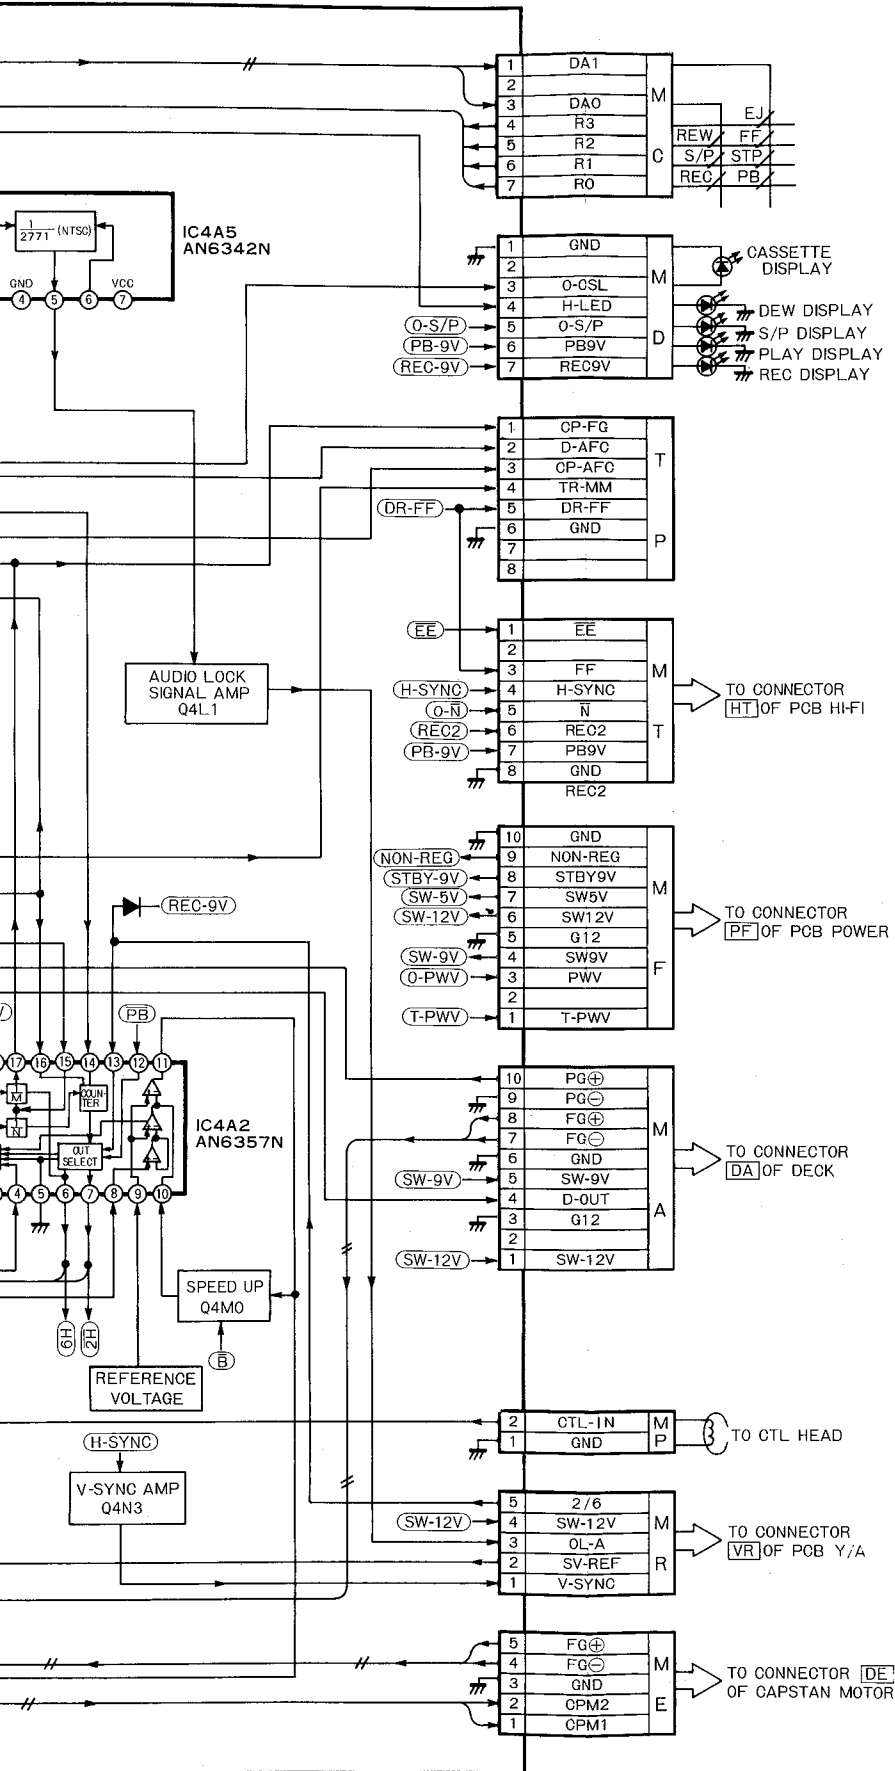 1 DA1
2
3 DA0
4 R3
5 R2
6 R1
7 R0
M C
EJ
REW FF
S/P STP
REC PB
1/2771 (NTSC)
IC4A5
AN6342N
GND VCC
4 5 6 7
1 GND
2
3 O-CSL
4 H-LED
O-S/P 5 O-S/P
PB-9V 6 PB9V
REC-9V 7 REC9V
M D
CASSETTE
DISPLAY
DEW DISPLAY
S/P DISPLAY
PLAY DISPLAY
REC DISPLAY
1 CP-FG
2 D-AFC
3 CP-AFC
4 TR-MM
DR-FF 5 DR-FF
6 GND
7
8
T P
EE 1 EE
2
3 FF
H-SYNC 4 H-SYNC
O-N 5 N
REC2 6 REC2
PB-9V 7 PB9V
8 GND
REC2
M T
TO CONNECTOR
HT OF PCB HI-FI
AUDIO LOCK
SIGNAL AMP
Q4L1
10 GND
NON-REG 9 NON-REG
STBY-9V 8 STBY9V
SW-5V 7 SW5V
SW-12V 6 SW12V
5 G12
SW-9V 4 SW9V
O-PWV 3 PWV
2
T-PWV 1 T-PWV
M F
TO CONNECTOR
PF OF PCB POWER
REC-9V
PB
17 16 15 14 13 12 11
M
N
COUN-
TER
OUT
SELECT
IC4A2
AN6357N
4 5 6 7 8 9 10
6H 2H
SPEED UP
Q4M0
B
REFERENCE
VOLTAGE
10 PG⊕
9 PG⊖
8 FG⊕
7 FG⊖
6 GND
SW-9V 5 SW-9V
4 D-OUT
3 G12
2
SW-12V 1 SW-12V
M A
TO CONNECTOR
DA OF DECK
2 CTL-IN
1 GND
M P
TO CTL HEAD
H-SYNC
V-SYNC AMP
Q4N3
5 2/6
SW-12V 4 SW-12V
3 OL-A
2 SV-REF
1 V-SYNC
M R
TO CONNECTOR
VR OF PCB Y/A
5 FG⊕
4 FG⊖
3 GND
2 CPM2
1 CPM1
M E
TO CONNECTOR DE
OF CAPSTAN MOTOR